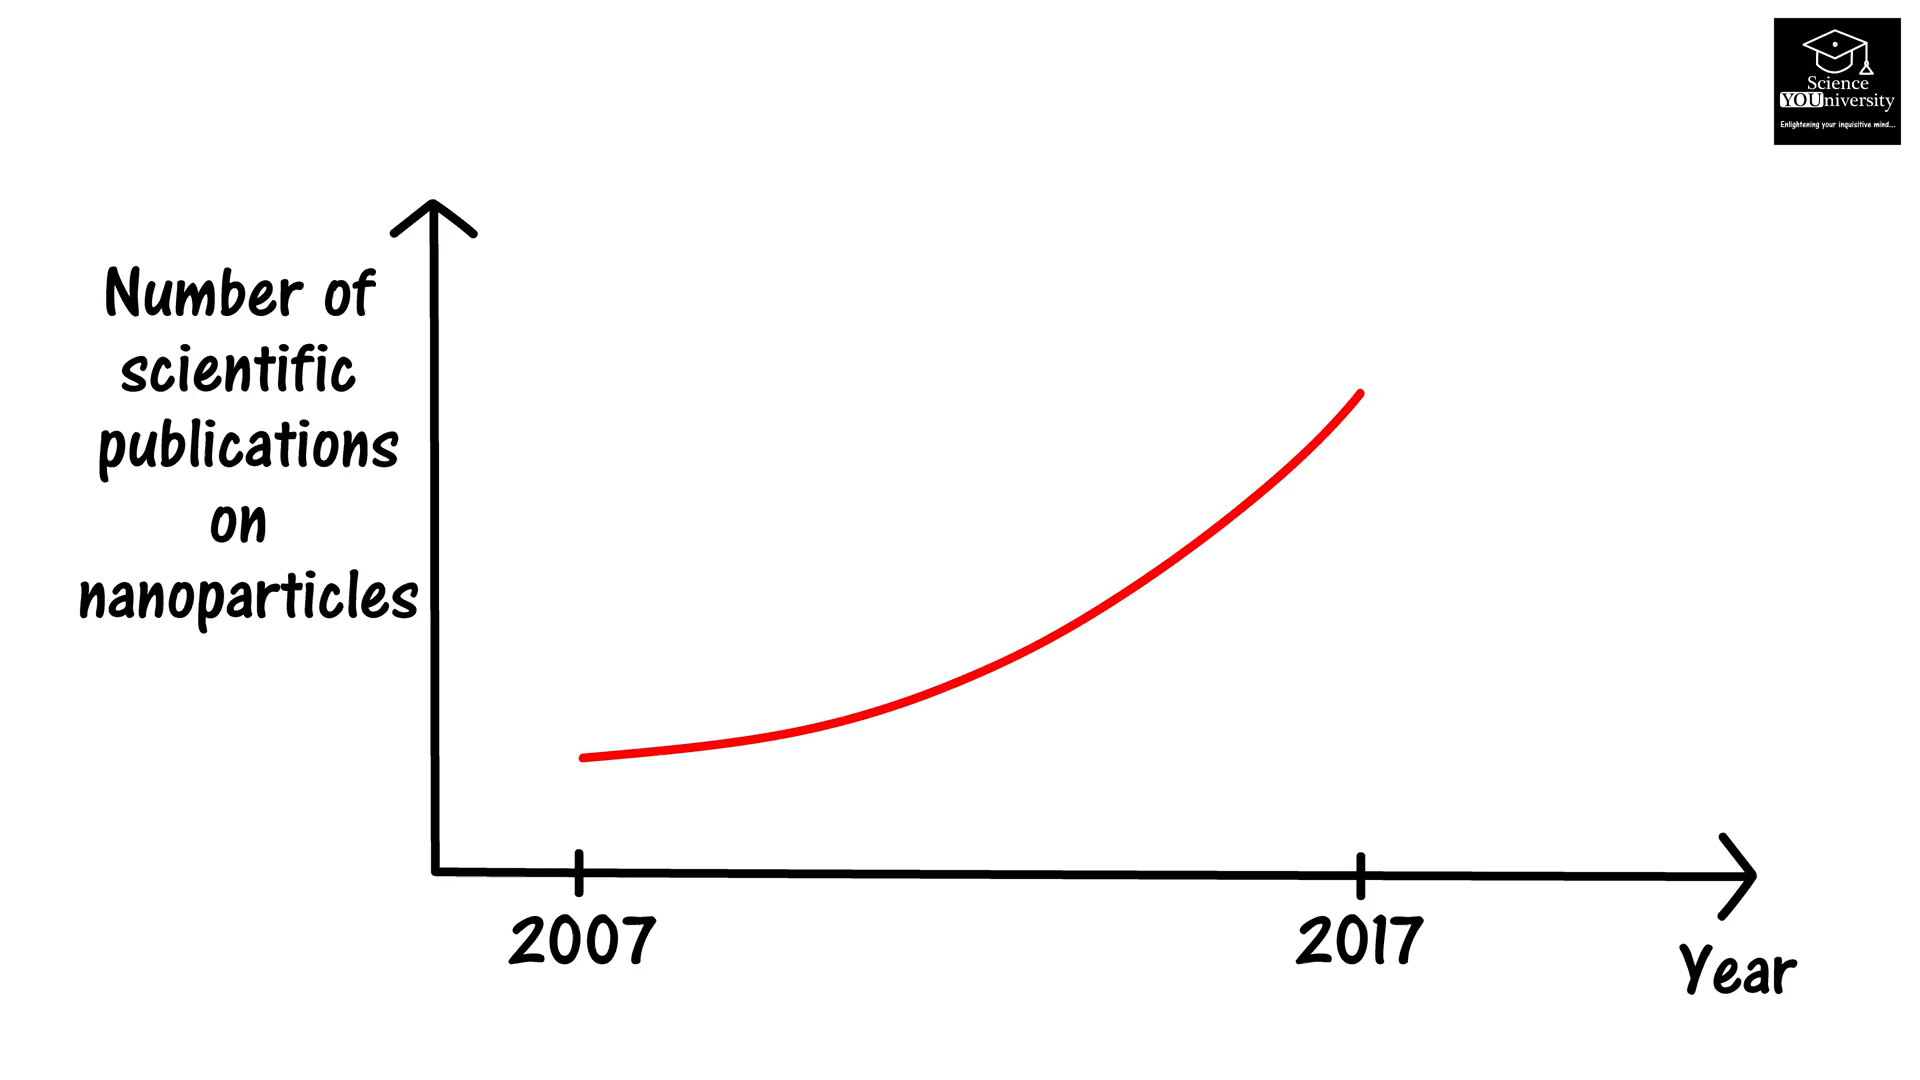 Science
YOUniversity
Enlightening your inquisitive mind...
Number of
scientific
publications
on
nanoparticles
2007
2017
Year